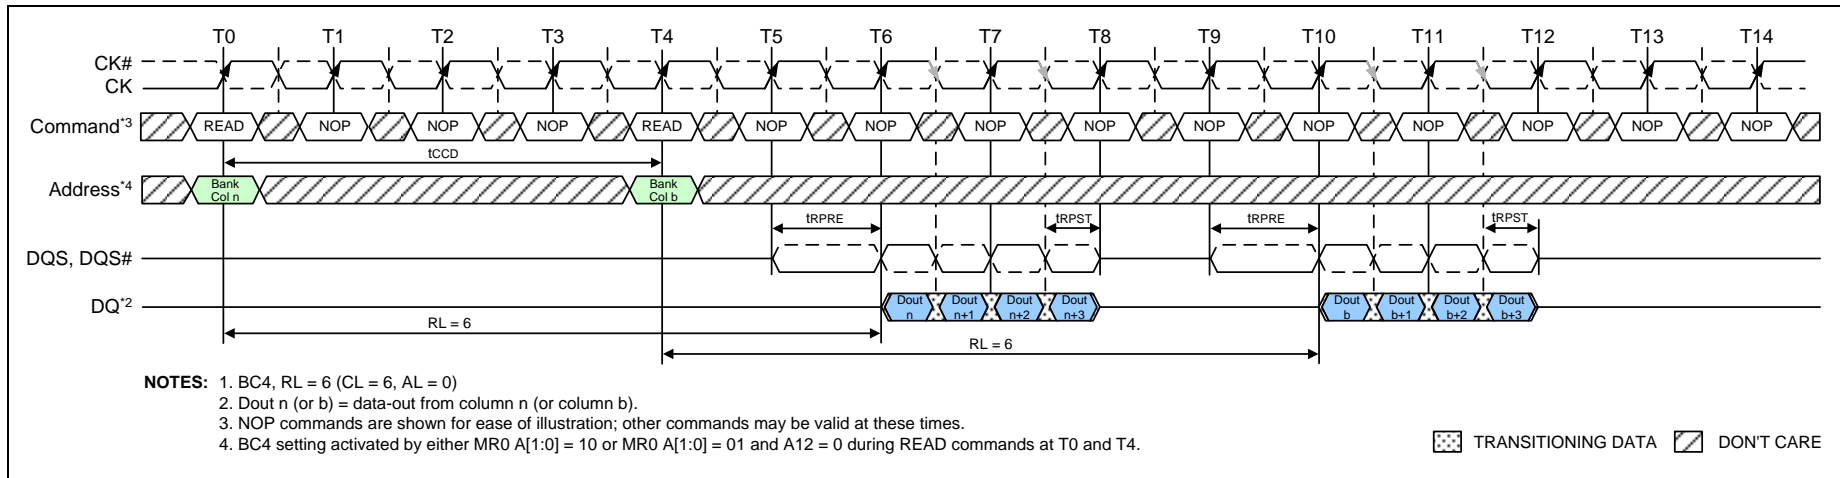 T0 T1 T2 T3 T4 T5 T6 T7 T8 T9 T10 T11 T12 T13 T14
CK#
CK
Command*3 READ NOP NOP NOP READ NOP NOP NOP NOP NOP NOP NOP NOP NOP NOP
tCCD
Address*4 Bank Col n Bank Col b
tRPRE tRPST tRPRE tRPST
DQS, DQS#
DQ*2 Dout n Dout n+1 Dout n+2 Dout n+3 Dout b Dout b+1 Dout b+2 Dout b+3
RL = 6
RL = 6
NOTES: 1. BC4, RL = 6 (CL = 6, AL = 0)
2. Dout n (or b) = data-out from column n (or column b).
3. NOP commands are shown for ease of illustration; other commands may be valid at these times.
4. BC4 setting activated by either MR0 A[1:0] = 10 or MR0 A[1:0] = 01 and A12 = 0 during READ commands at T0 and T4.
TRANSITIONING DATA DON'T CARE